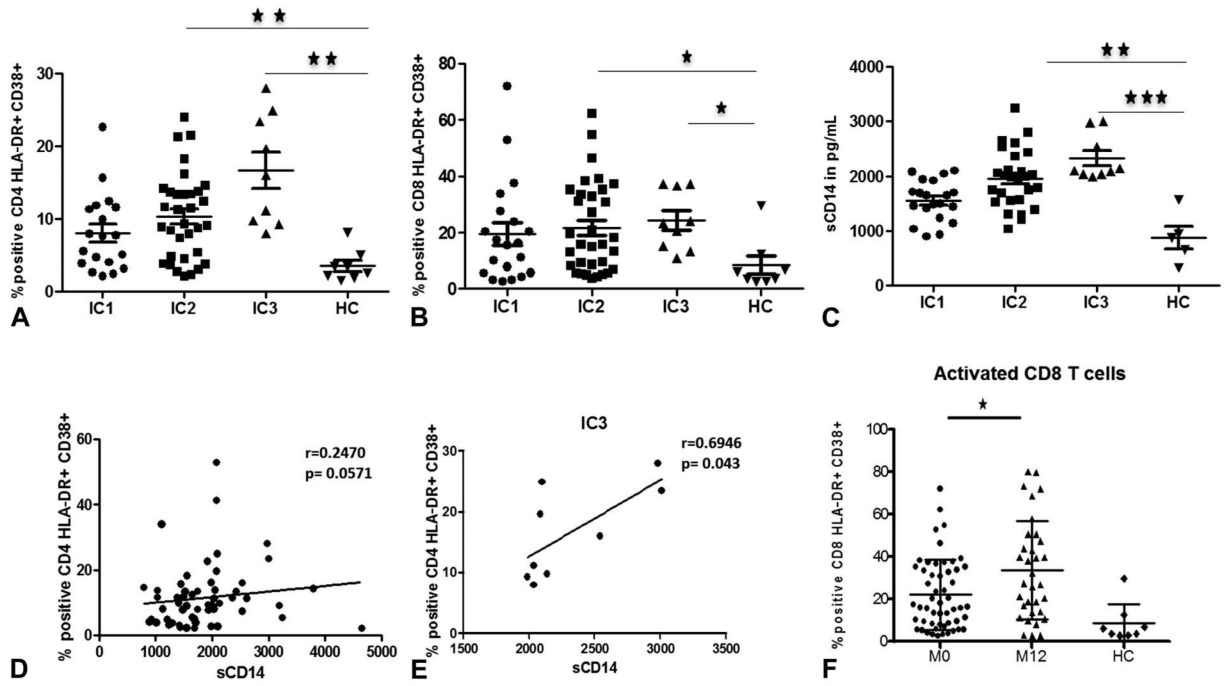 % positive CD4 HLA-DR+ CD38+
30
20
10
0
IC1 IC2 IC3 HC
A
% positive CD8 HLA-DR+ CD38+
80
60
40
20
0
IC1 IC2 IC3 HC
B
sCD14 in pg/mL
4000
3000
2000
1000
0
IC1 IC2 IC3 HC
C
% positive CD4 HLA-DR+ CD38+
60
40
20
0
r=0.2470
p= 0.0571
0 1000 2000 3000 4000 5000
sCD14
D
IC3
% positive CD4 HLA-DR+ CD38+
30
20
10
0
r=0.6946
p= 0.043
1500 2000 2500 3000 3500
sCD14
E
Activated CD8 T cells
%positive CD8 HLA-DR+ CD38+
100
80
60
40
20
0
M0 M12 HC
F